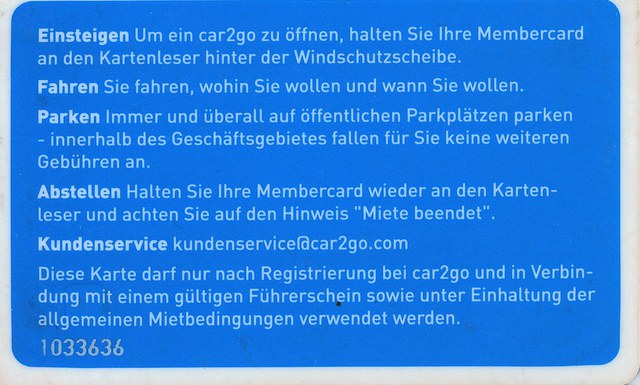 Einsteigen Um ein car2go zu öffnen, halten Sie Ihre Membercard
an den Kartenleser hinter der Windschutzscheibe.
Fahren Sie fahren, wohin Sie wollen und wann Sie wollen.
Parken Immer und überall auf öffentlichen Parkplätzen parken
- innerhalb des Geschäftsgebietes fallen für Sie keine weiteren
Gebühren an.
Abstellen Halten Sie Ihre Membercard wieder an den Karten-
leser und achten Sie auf den Hinweis "Miete beendet".
Kundenservice kundenservice@car2go.com
Diese Karte darf nur nach Registrierung bei car2go und in Verbin-
dung mit einem gültigen Führerschein sowie unter Einhaltung der
allgemeinen Mietbedingungen verwendet werden.
1033636